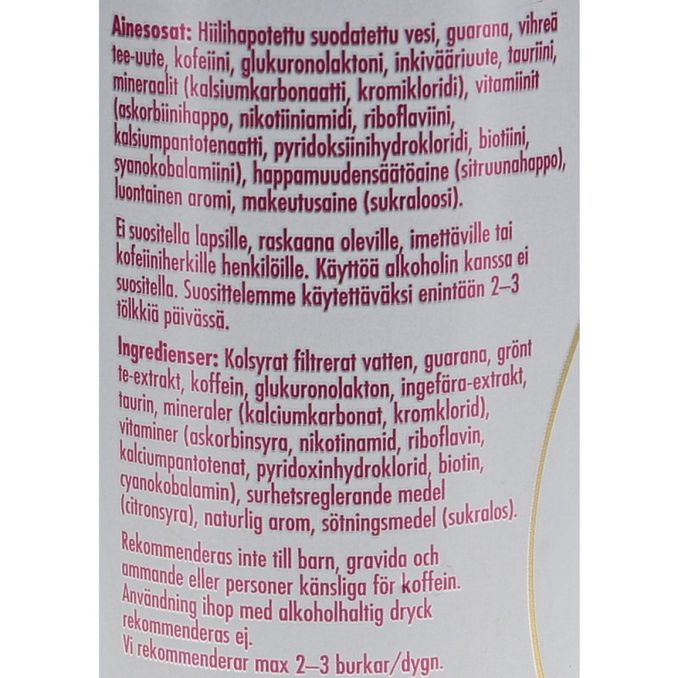 Ainesosat: Hiilihapotettu suodatettu vesi, guarana, vihreä
tee-uute, kofeiini, glukuronolaktoni, inkivääriuute, tauriini,
mineraalit (kalsiumkarbonaatti, kromikloridi), vitamiinit
(askorbiinihappo, nikotiiniamidi, riboflaviini,
kalsiumpantotenaatti, pyridoksiinihydrokloridi, biotiini,
syanokobalamiini), happamuudensäätöaine (sitruunahappo),
luontainen aromi, makeutusaine (sukraloosi).
Ei suositella lapsille, raskaana oleville, imettäville tai
kofeiiniherkille henkilöille. Käyttöä alkoholin kanssa ei
suositella. Suosittelemme käytettäväksi enintään 2–3
tölkkiä päivässä.
Ingredienser: Kolsyrat filtrerat vatten, guarana, grönt
te-extrakt, koffein, glukuronolakton, ingefära-extrakt,
taurin, mineraler (kalciumkarbonat, kromklorid),
vitaminer (askorbinsyra, nikotinamid, riboflavin,
kalciumpantotenat, pyridoxinhydroklorid, biotin,
cyanokobalamin), surhetsreglerande medel
(citronsyra), naturlig arom, sötningsmedel (sukralos).
Rekommenderas inte till barn, gravida och
ammande eller personer känsliga för koffein.
Användning ihop med alkoholhaltig dryck
rekommenderas ej.
Vi rekommenderar max 2–3 burkar/dygn.